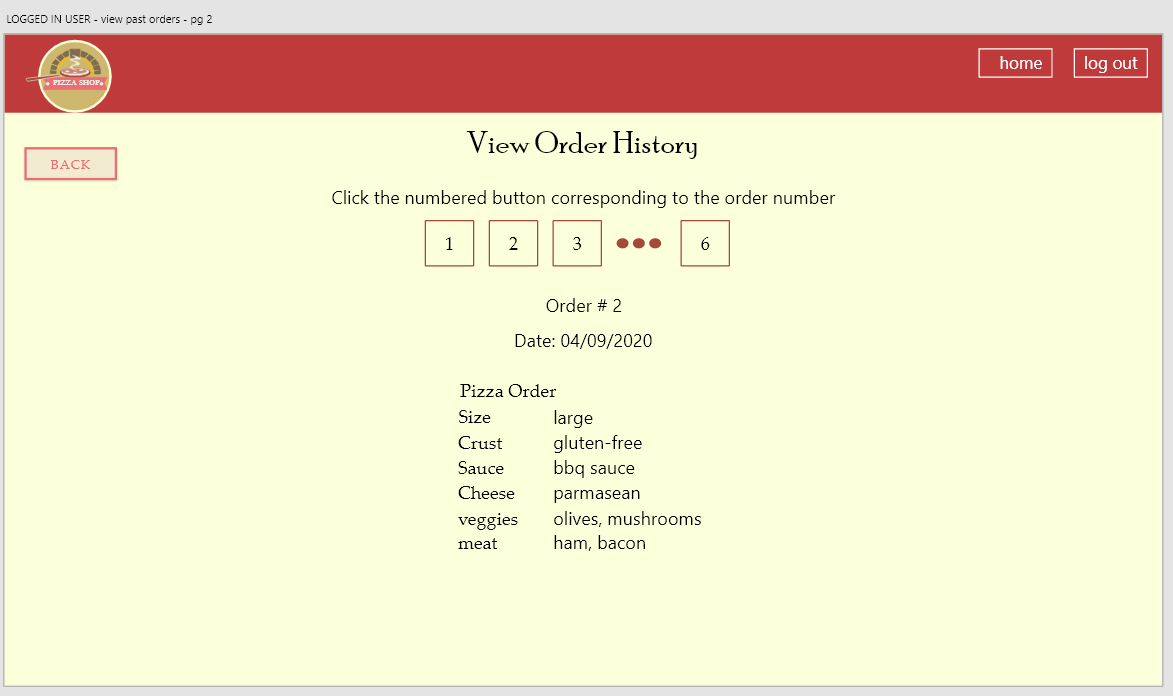 LOGGED IN USER - view past orders - pg 2
PIZZA SHOP
home
log out
BACK
View Order History
Click the numbered button corresponding to the order number
1 2 3 ••• 6
Order # 2
Date: 04/09/2020
Pizza Order
Size large
Crust gluten-free
Sauce bbq sauce
Cheese parmasean
veggies olives, mushrooms
meat ham, bacon